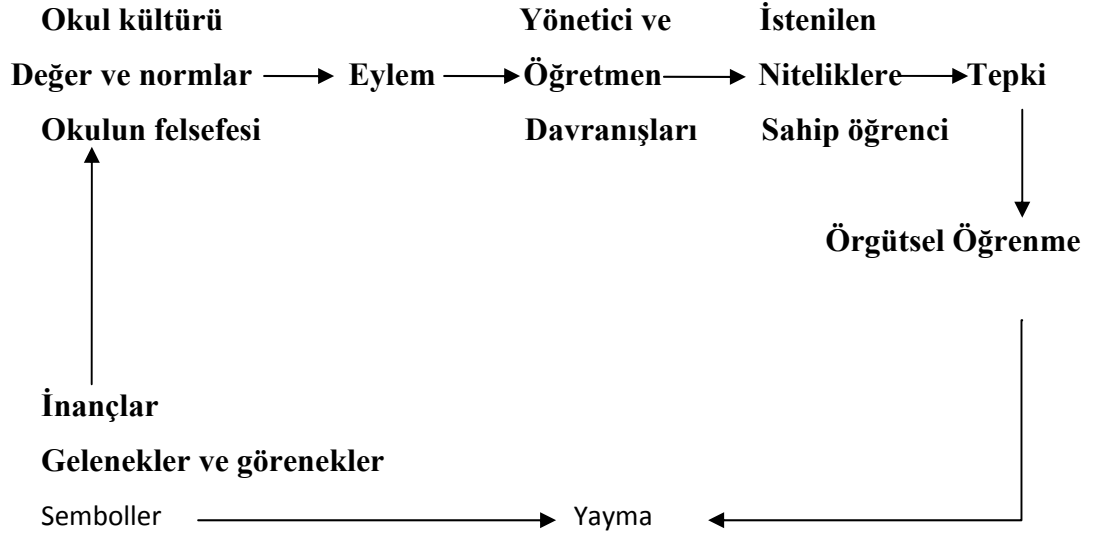 Okul kültürü Yönetici ve İstenilen
Değer ve normlar Eylem Öğretmen Niteliklere Tepki
Okulun felsefesi Davranışları Sahip öğrenci
Örgütsel Öğrenme
İnançlar
Gelenekler ve görenekler
Semboller Yayma